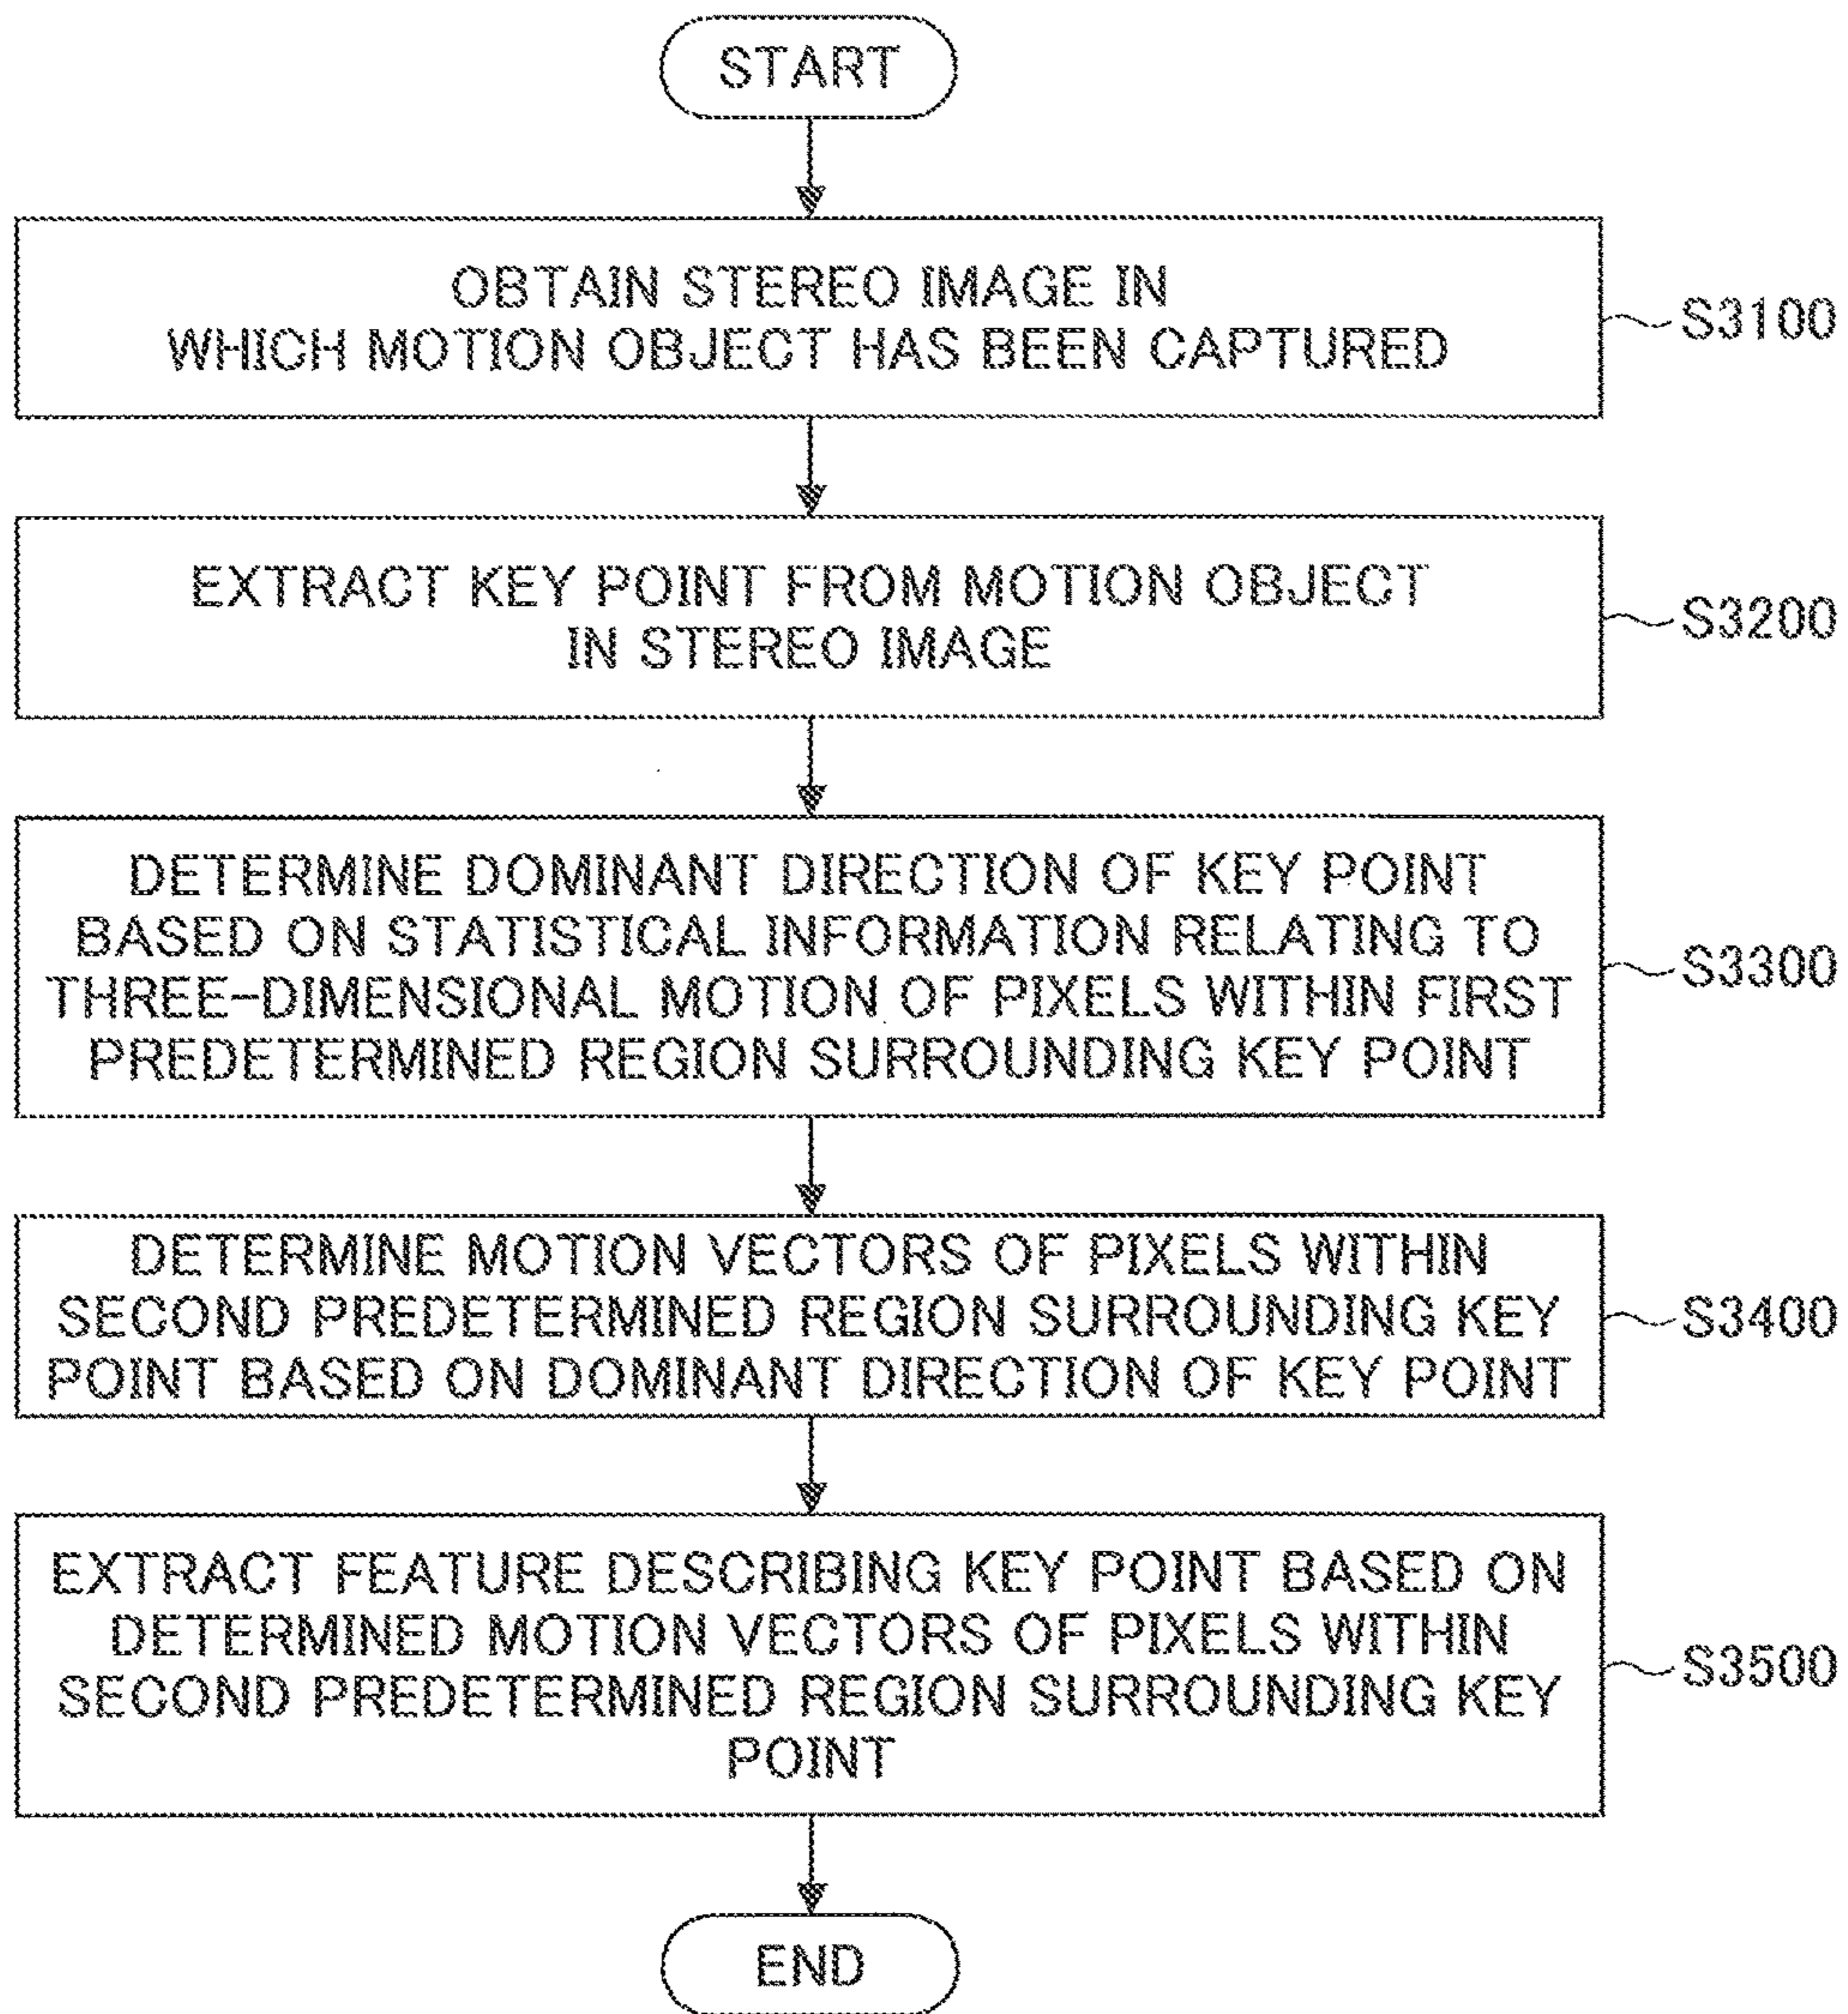 START
OBTAIN STEREO IMAGE IN
WHICH MOTION OBJECT HAS BEEN CAPTURED
S3100
EXTRACT KEY POINT FROM MOTION OBJECT
IN STEREO IMAGE
S3200
DETERMINE DOMINANT DIRECTION OF KEY POINT
BASED ON STATISTICAL INFORMATION RELATING TO
THREE-DIMENSIONAL MOTION OF PIXELS WITHIN FIRST
PREDETERMINED REGION SURROUNDING KEY POINT
S3300
DETERMINE MOTION VECTORS OF PIXELS WITHIN
SECOND PREDETERMINED REGION SURROUNDING KEY
POINT BASED ON DOMINANT DIRECTION OF KEY POINT
S3400
EXTRACT FEATURE DESCRIBING KEY POINT BASED ON
DETERMINED MOTION VECTORS OF PIXELS WITHIN
SECOND PREDETERMINED REGION SURROUNDING KEY
POINT
S3500
END